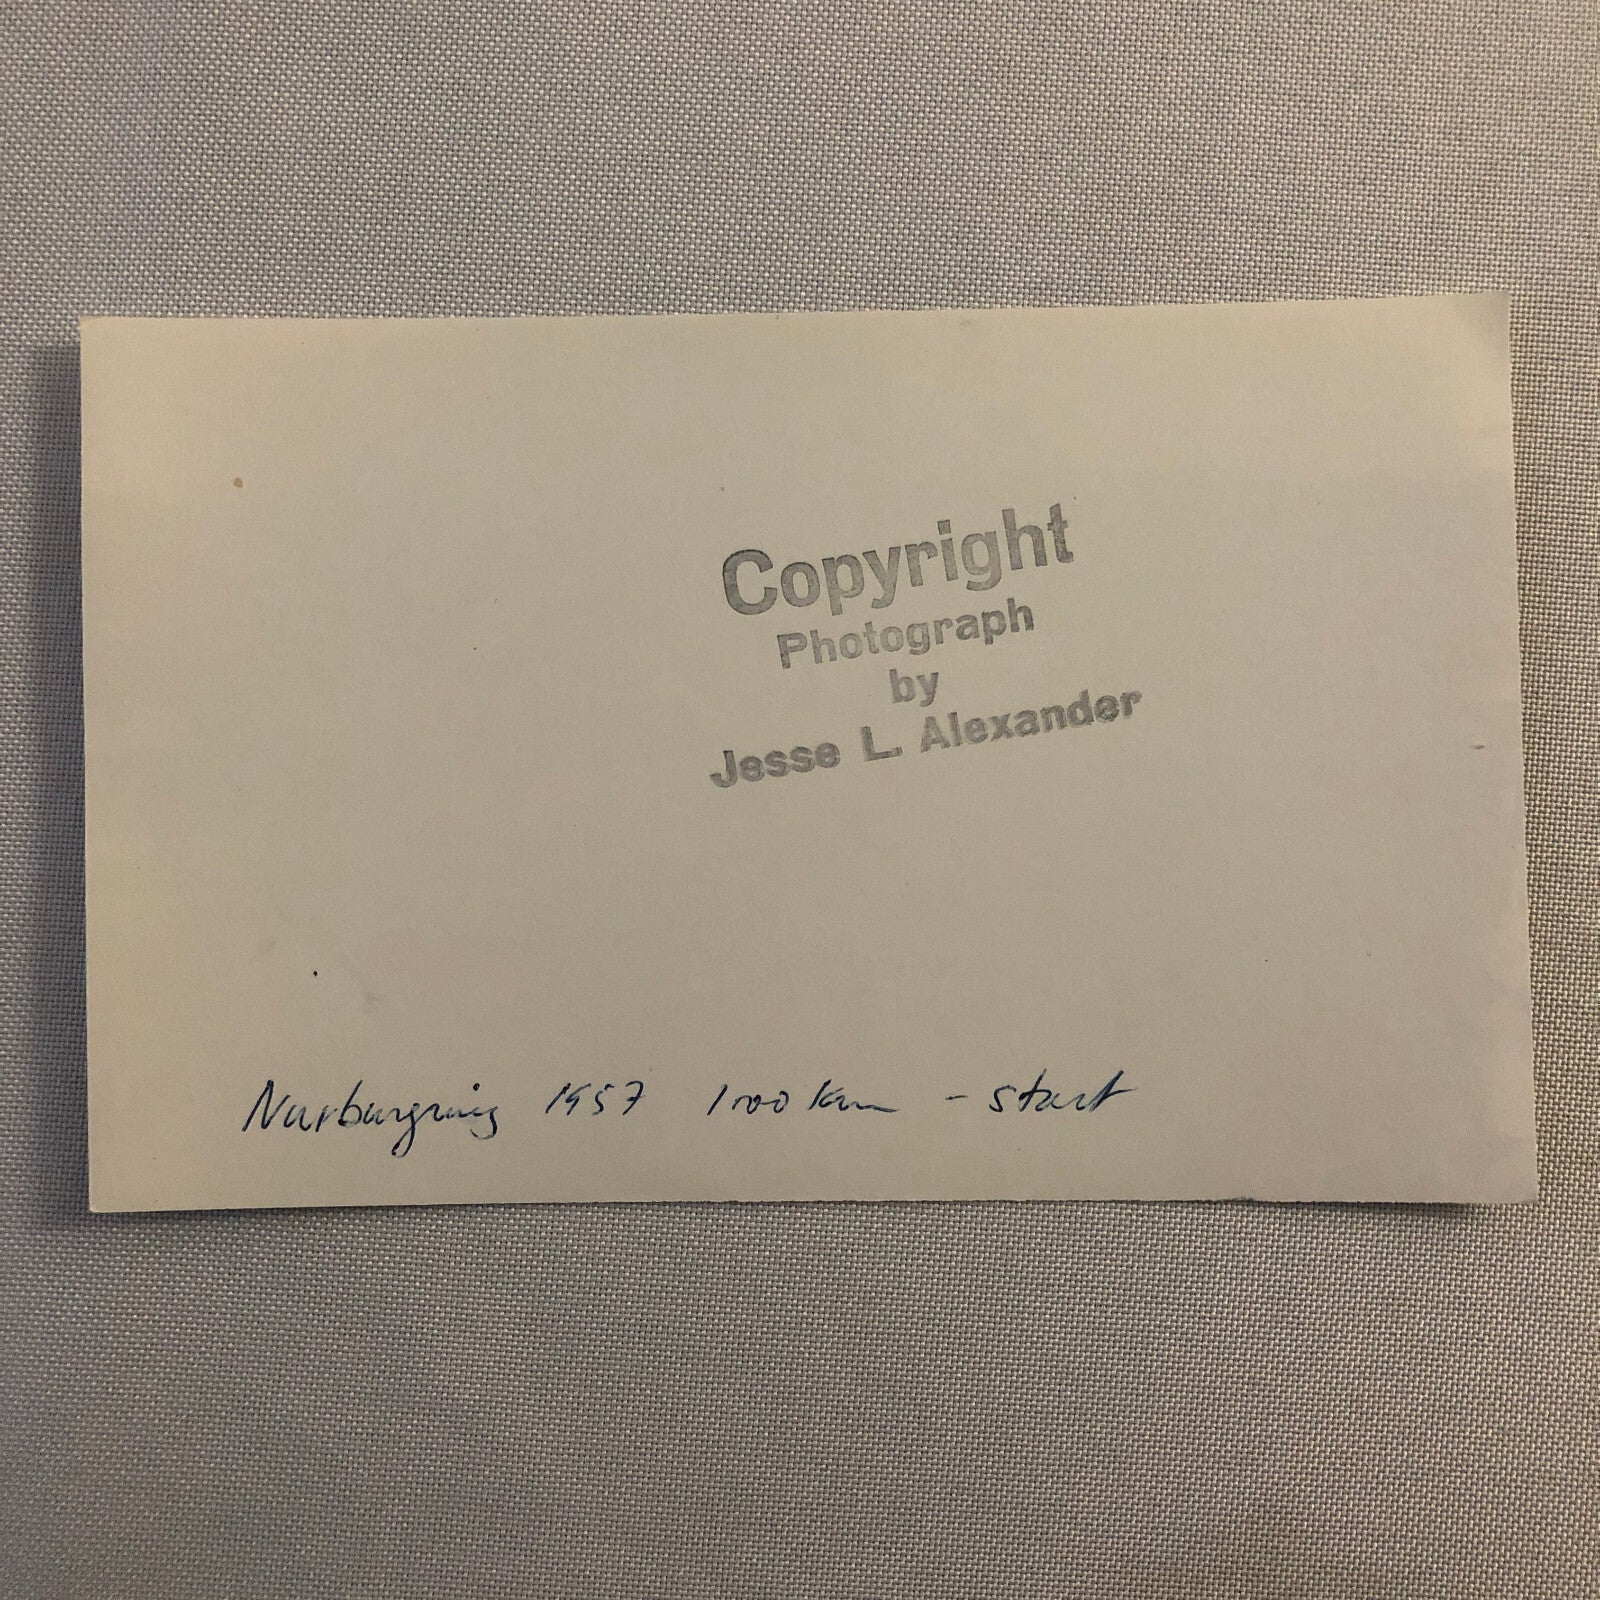 Copyright
Photograph
by
Jesse L. Alexander
Nurburgring 1957 1000 km - start